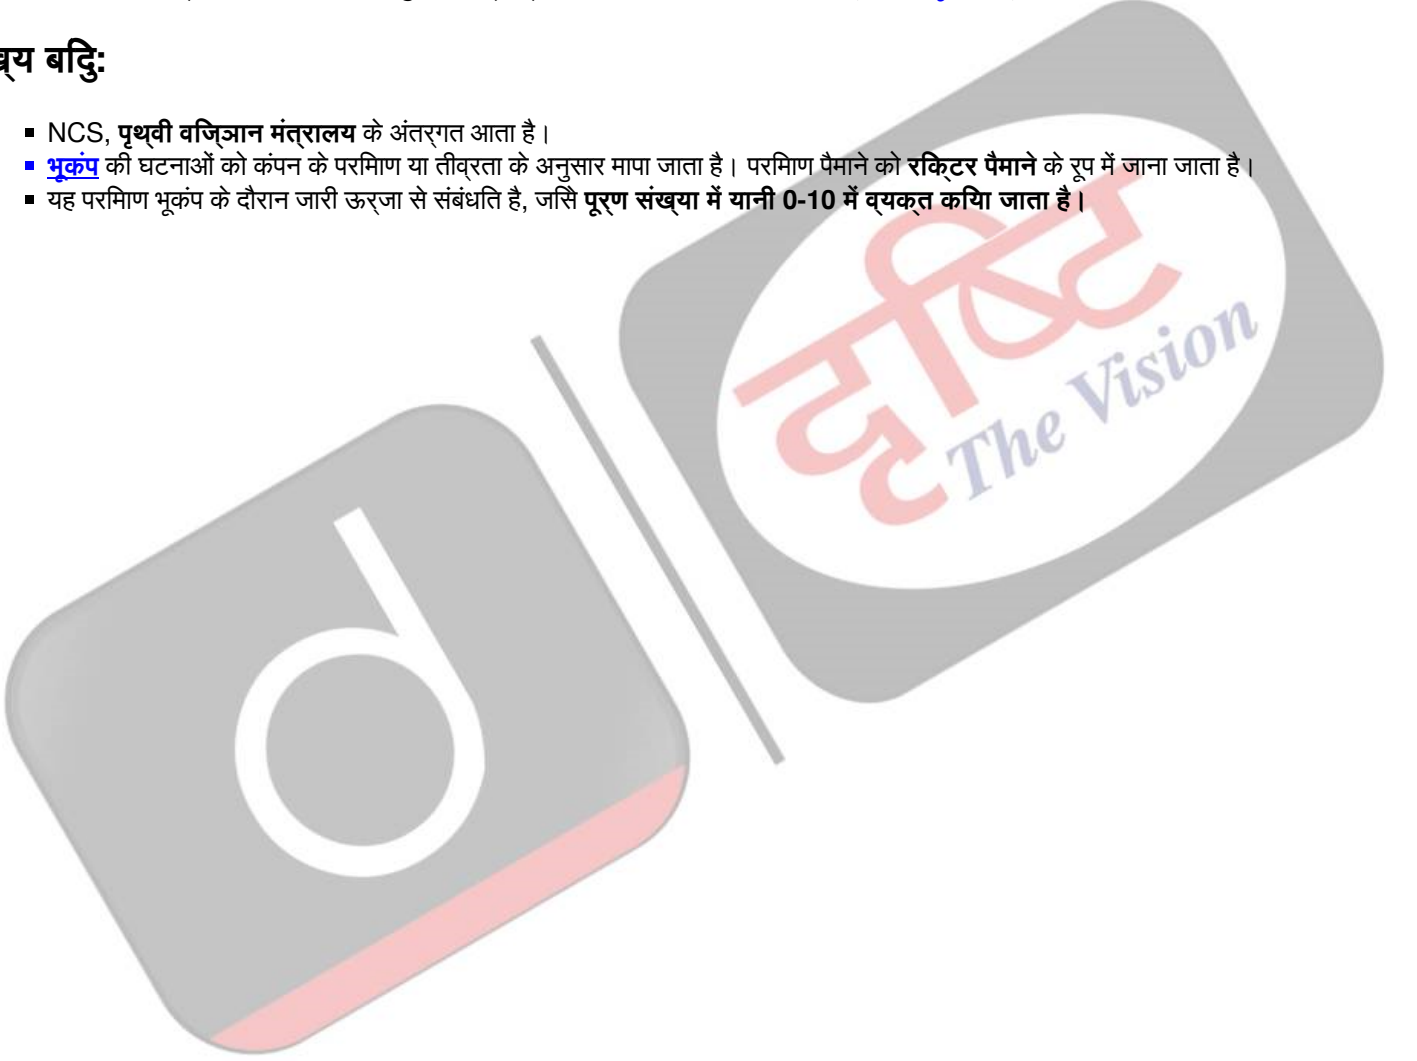 ख्य बिंदु:
NCS, पृथ्वी विज्ञान मंत्रालय के अंतर्गत आता है।
भूकंप की घटनाओं को कंपन के परिमाण या तीव्रता के अनुसार मापा जाता है। परिमाण पैमाने को रिक्टर पैमाने के रूप में जाना जाता है।
यह परिमाण भूकंप के दौरान जारी ऊर्जा से संबंधित है, जिसे पूर्ण संख्या में यानी 0-10 में व्यक्त किया जाता है।
दृष्टि
The Vision
d